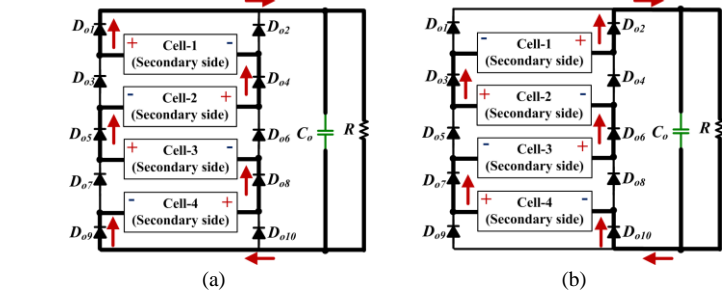 Do1 Do2 Do1 Do2
+ Cell-1 - - Cell-1 +
(Secondary side) (Secondary side)
Do3 Do4 Do3 Do4
- Cell-2 + + Cell-2 -
(Secondary side) (Secondary side)
Do5 Do6 Co R Do5 Do6 Co R
+ Cell-3 - - Cell-3 +
(Secondary side) (Secondary side)
Do7 Do8 Do7 Do8
- Cell-4 + + Cell-4 -
(Secondary side) (Secondary side)
Do9 Do10 Do9 Do10
(a) (b)